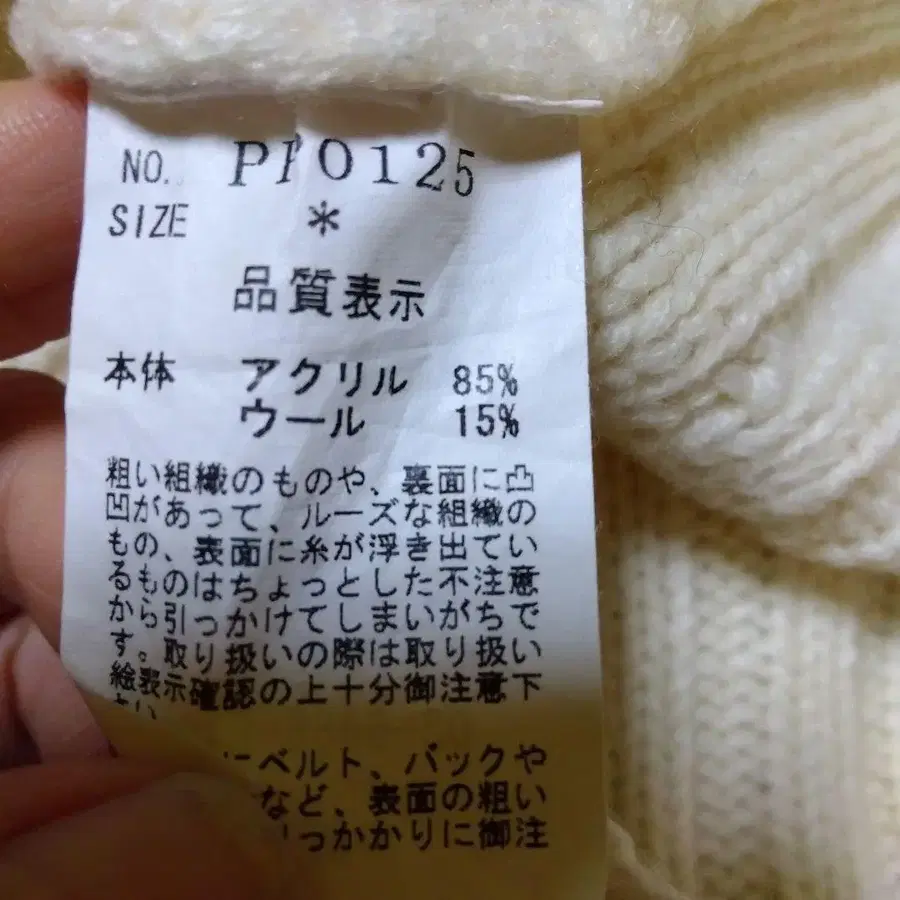 NO. PF0125
SIZE *
品質表示
本体 アクリル 85%
ウール 15%
粗い組織のものや、裏面に凸
凹があって、ルーズな組織の
もの、表面に糸が浮き出てい
るものはちょっとした不注意
から引っかけてしまいがちで
す。取り扱いの際は取り扱い
絵表示確認の上十分御注意下
さい
にベルト、バックや
など、表面の粗い
っかかりに御注